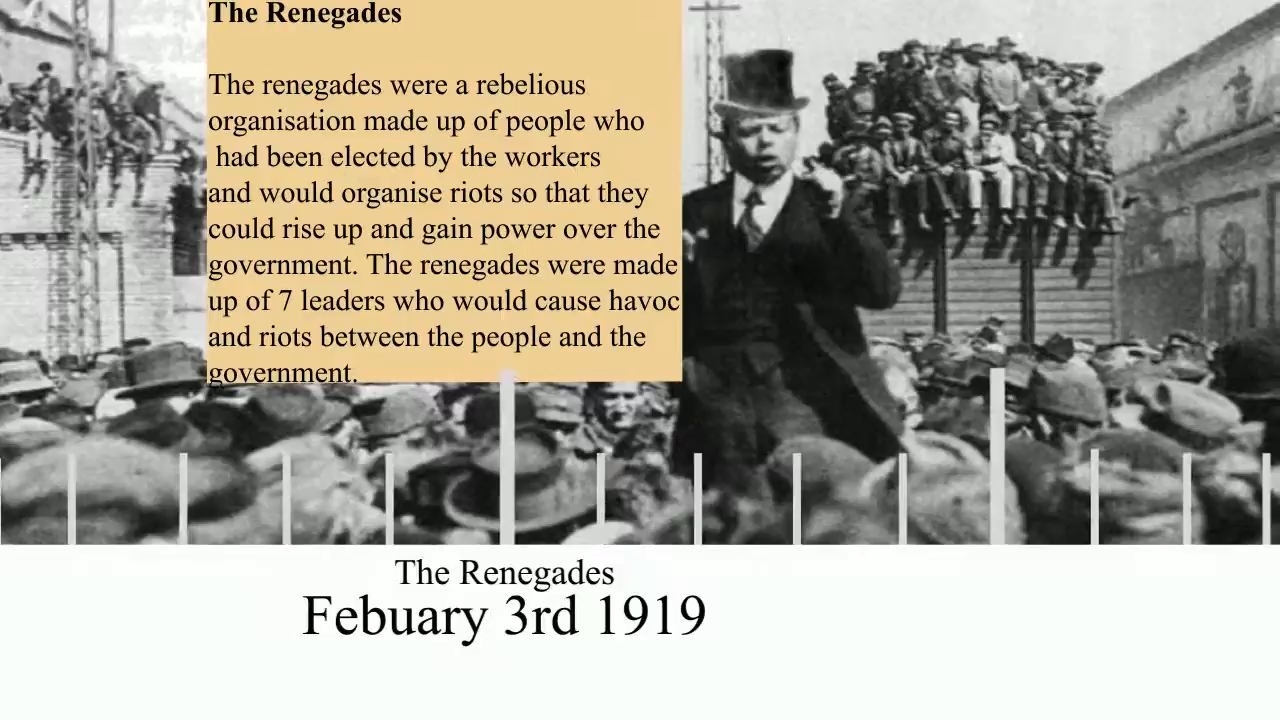 The Renegades
The renegades were a rebelious
organisation made up of people who
had been elected by the workers
and would organise riots so that they
could rise up and gain power over the
government. The renegades were made
up of 7 leaders who would cause havoc
and riots between the people and the
government.
The Renegades
Febuary 3rd 1919